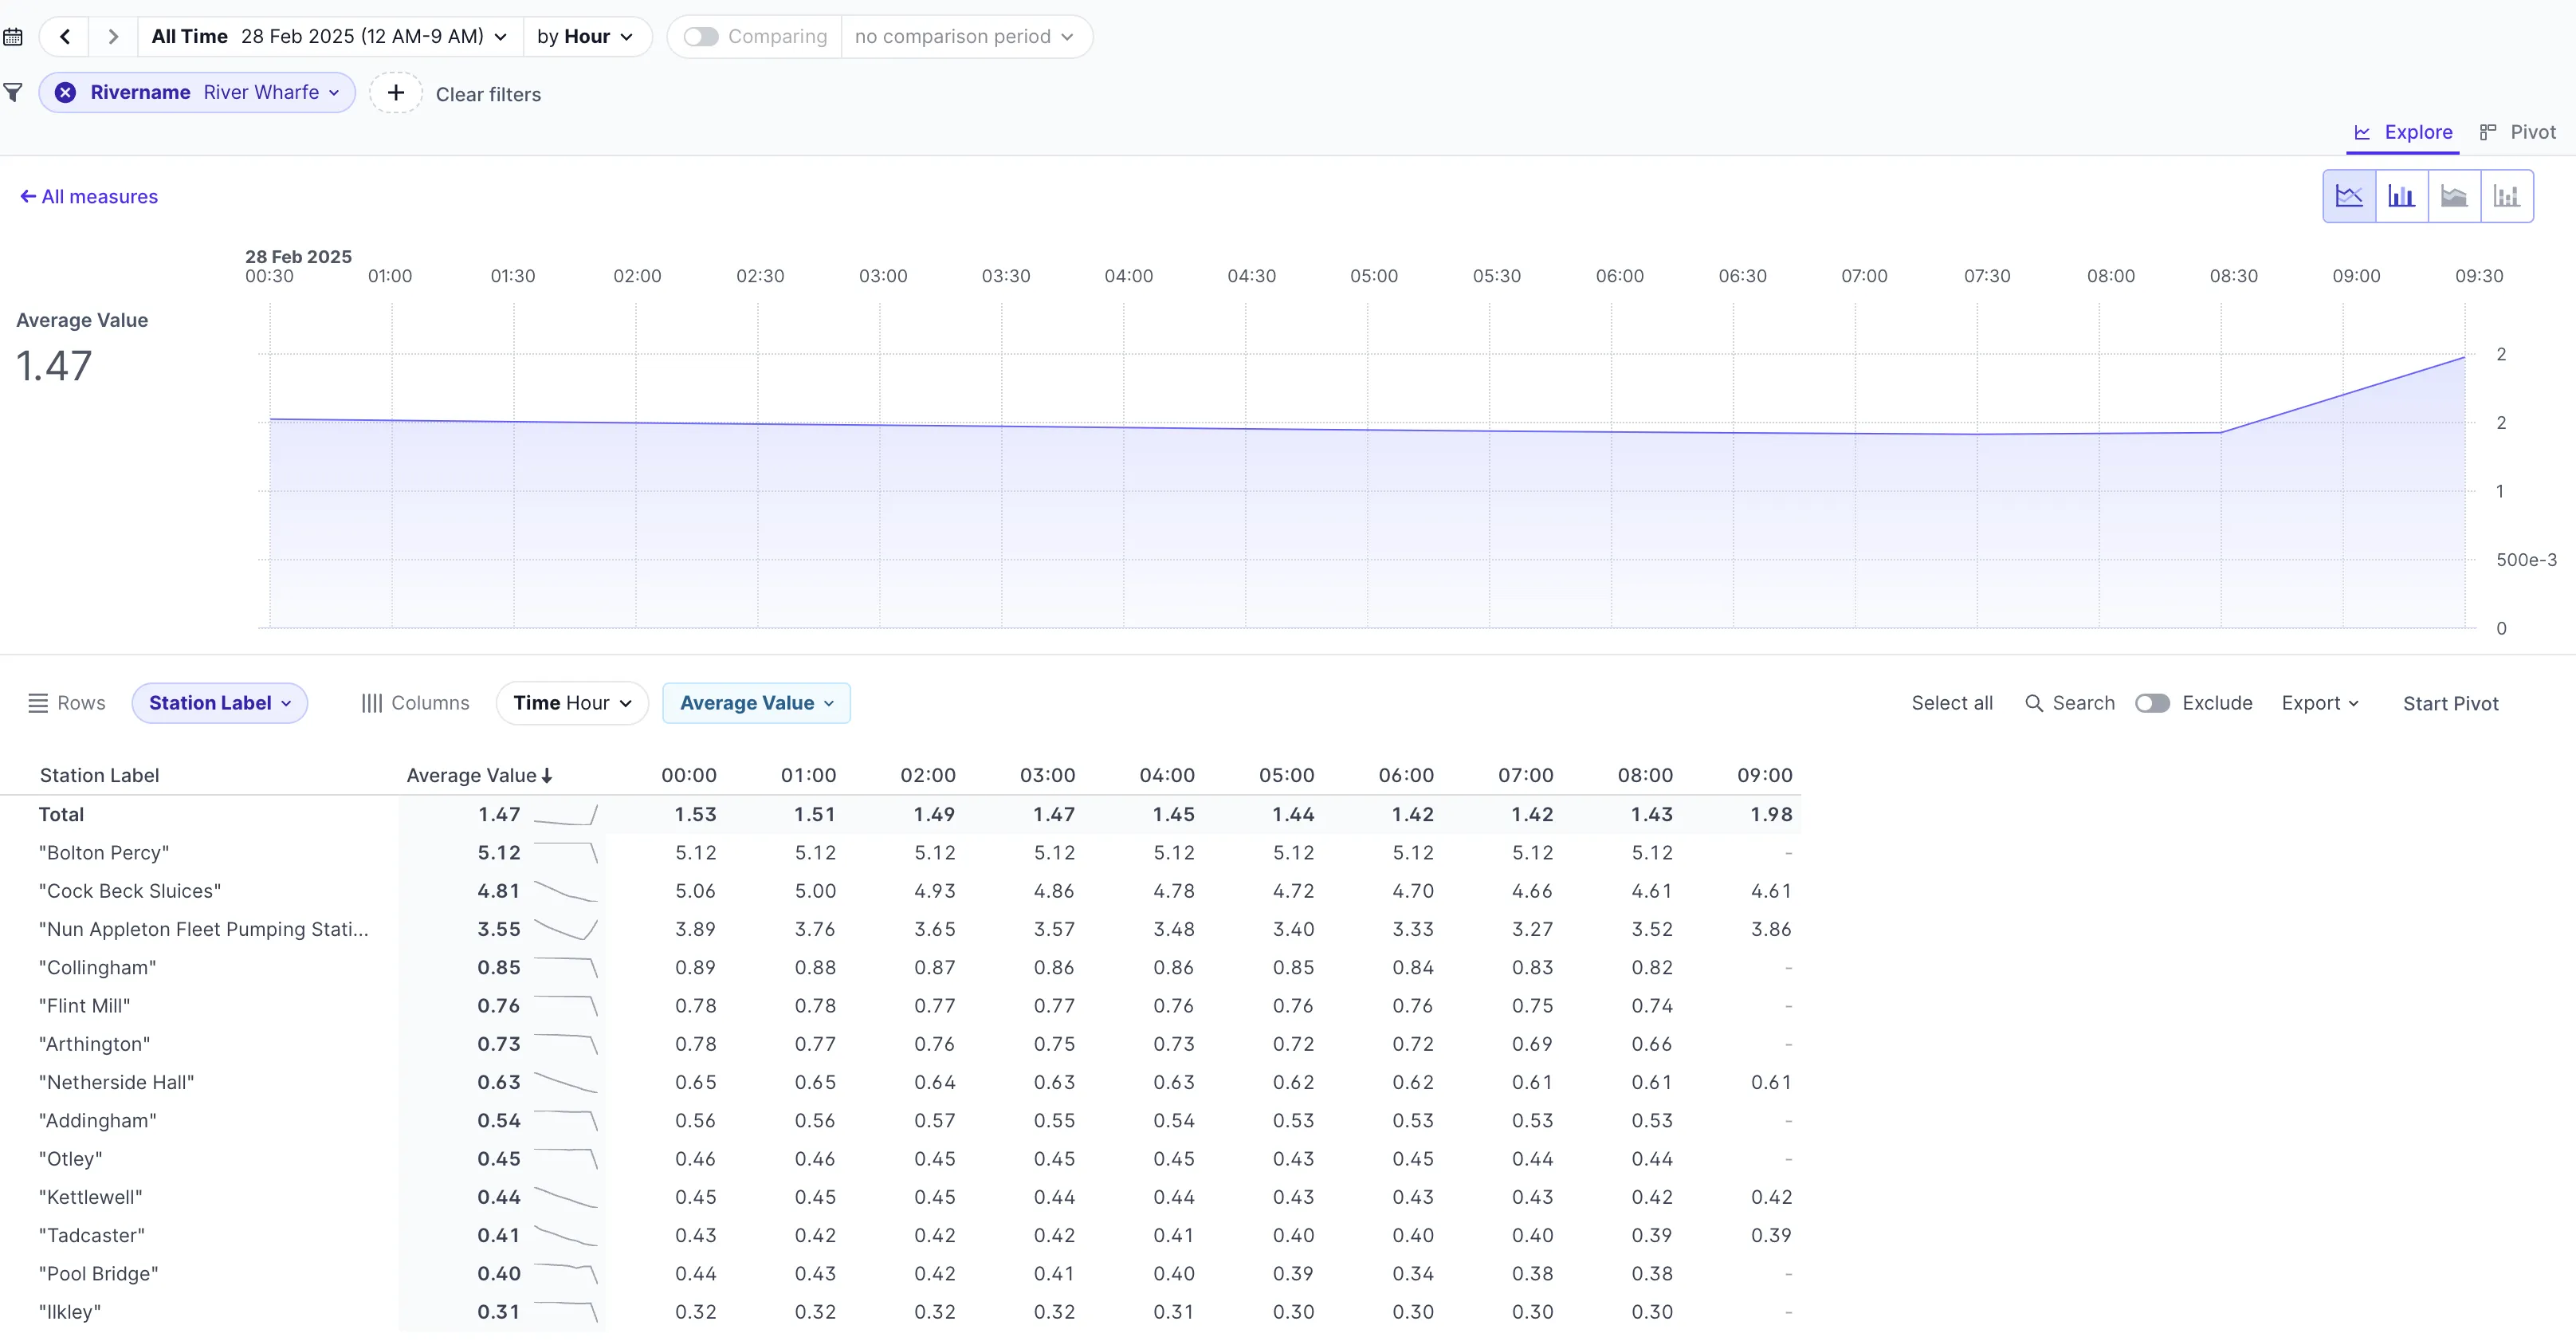 All Time 28 Feb 2025 (12 AM-9 AM) by Hour Comparing no comparison period
Rivername River Wharfe + Clear filters
Explore Pivot
← All measures
28 Feb 2025
00:30 01:00 01:30 02:00 02:30 03:00 03:30 04:00 04:30 05:00 05:30 06:00 06:30 07:00 07:30 08:00 08:30 09:00 09:30
Average Value
1.47
2
2
1
500e-3
0
Rows Station Label Columns Time Hour Average Value Select all Search Exclude Export Start Pivot
Station Label Average Value 00:00 01:00 02:00 03:00 04:00 05:00 06:00 07:00 08:00 09:00
Total 1.47 1.53 1.51 1.49 1.47 1.45 1.44 1.42 1.42 1.43 1.98
"Bolton Percy" 5.12 5.12 5.12 5.12 5.12 5.12 5.12 5.12 5.12 5.12 -
"Cock Beck Sluices" 4.81 5.06 5.00 4.93 4.86 4.78 4.72 4.70 4.66 4.61 4.61
"Nun Appleton Fleet Pumping Stati... 3.55 3.89 3.76 3.65 3.57 3.48 3.40 3.33 3.27 3.52 3.86
"Collingham" 0.85 0.89 0.88 0.87 0.86 0.86 0.85 0.84 0.83 0.82 -
"Flint Mill" 0.76 0.78 0.78 0.77 0.77 0.76 0.76 0.76 0.75 0.74 -
"Arthington" 0.73 0.78 0.77 0.76 0.75 0.73 0.72 0.72 0.69 0.66 -
"Netherside Hall" 0.63 0.65 0.65 0.64 0.63 0.63 0.62 0.62 0.61 0.61 0.61
"Addingham" 0.54 0.56 0.56 0.57 0.55 0.54 0.53 0.53 0.53 0.53 -
"Otley" 0.45 0.46 0.46 0.45 0.45 0.45 0.43 0.45 0.44 0.44 -
"Kettlewell" 0.44 0.45 0.45 0.45 0.44 0.44 0.43 0.43 0.43 0.42 0.42
"Tadcaster" 0.41 0.43 0.42 0.42 0.42 0.41 0.40 0.40 0.40 0.39 0.39
"Pool Bridge" 0.40 0.44 0.43 0.42 0.41 0.40 0.39 0.34 0.38 0.38 -
"Ilkley" 0.31 0.32 0.32 0.32 0.32 0.31 0.30 0.30 0.30 0.30 -